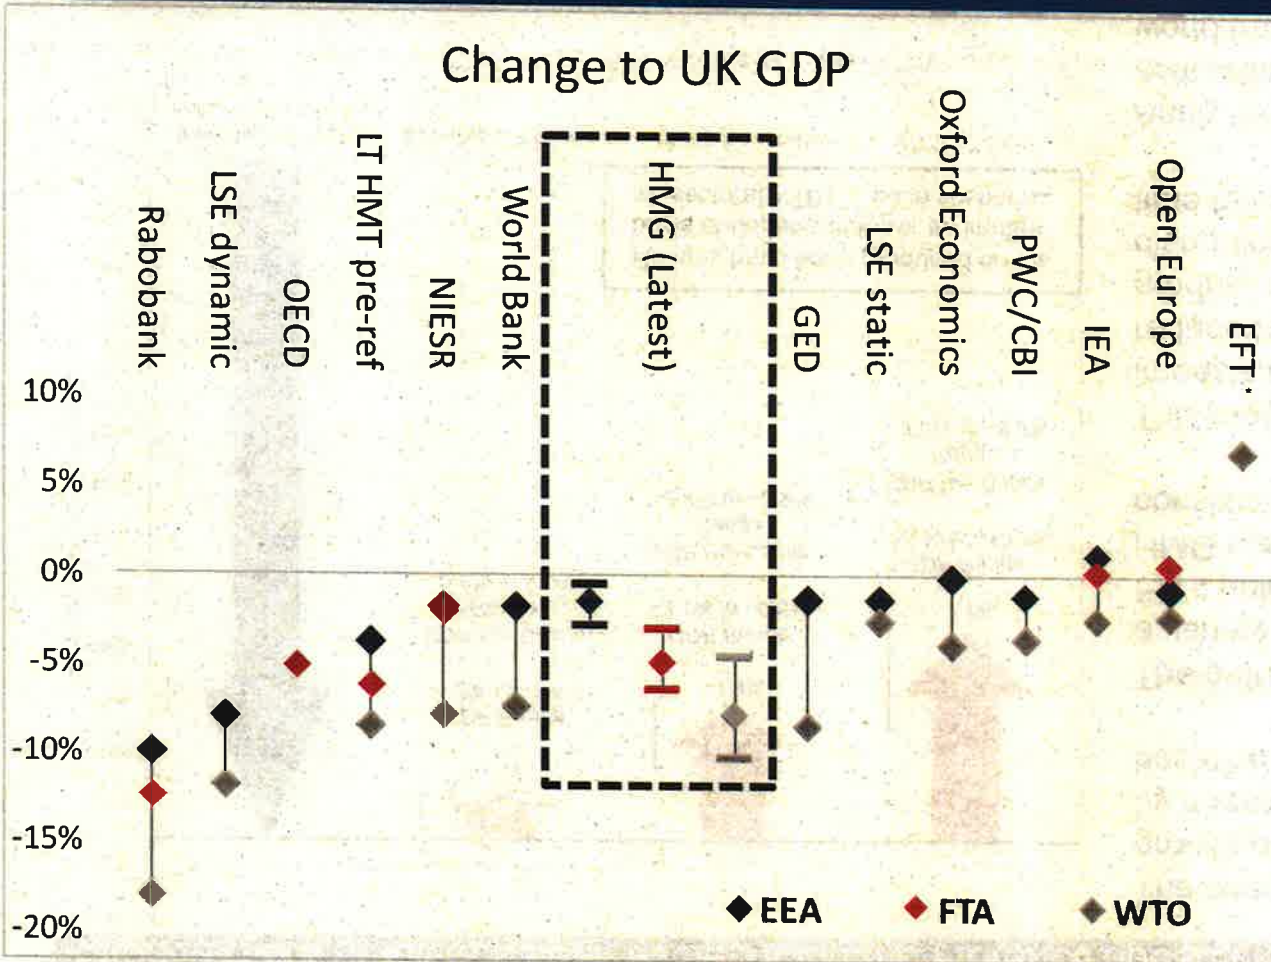 Change to UK GDP
Rabobank
LSE dynamic
OECD
LT HMT pre-ref
NIESR
World Bank
HMG (Latest)
GED
LSE static
Oxford Economics
PWC/CBI
IEA
Open Europe
EFT
10%
5%
0%
-5%
-10%
-15%
-20%
EEA
FTA
WTO